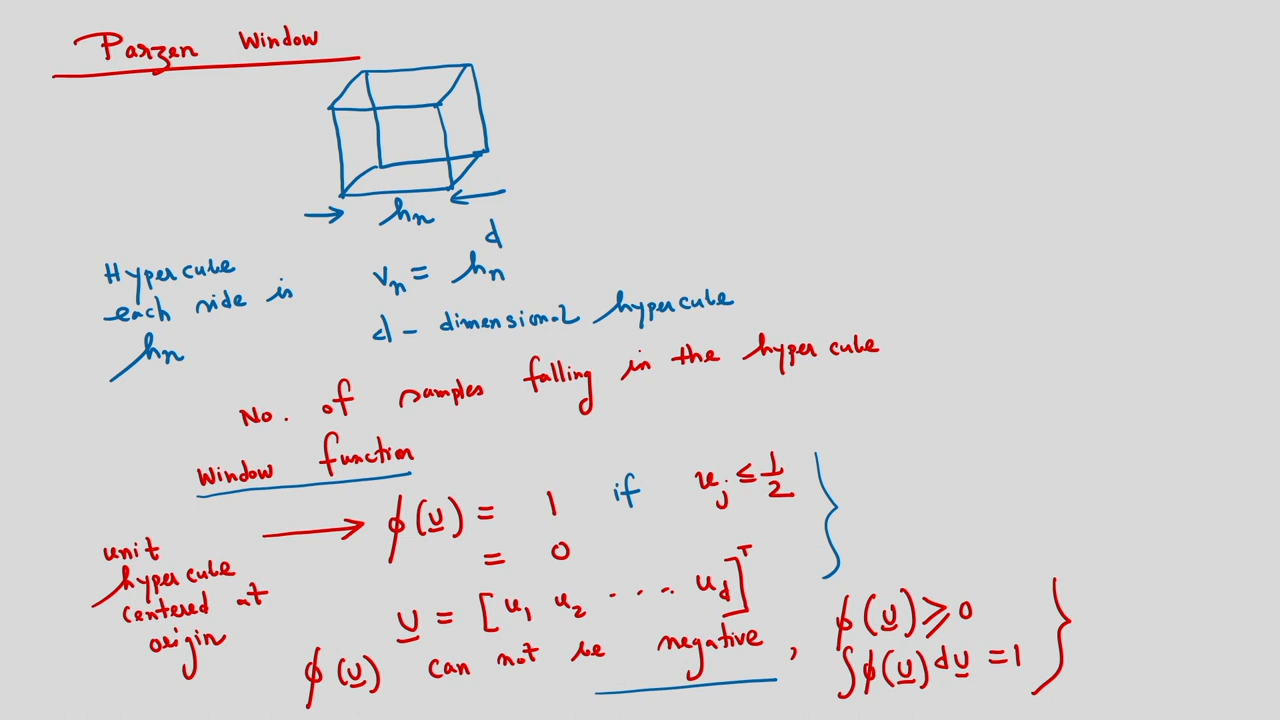 Parzen Window
hn
Hypercube
each side is
hn
vn = hn^d
d - dimensional hypercube
No. of samples falling in the hyper cube
Window function
ϕ(u) = 1 if uj ≤ 1/2
= 0
unit
hypercube
centered at
origin
u = [u1 u2 .... ud]^T
ϕ(u) can not be negative, ϕ(u) ≥ 0
∫ϕ(u) du = 1